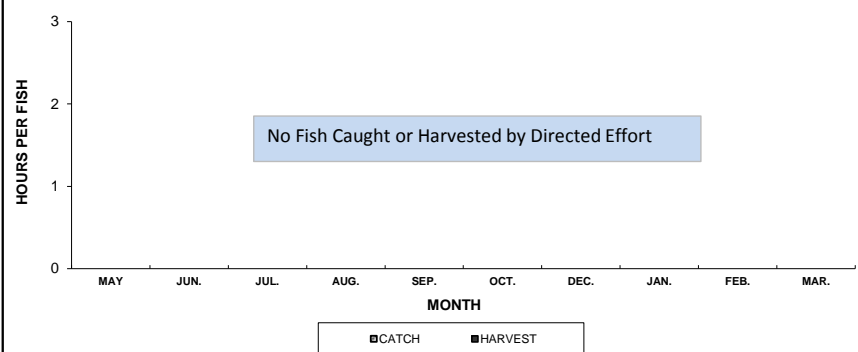 3
2
1
0
HOURS PER FISH
No Fish Caught or Harvested by Directed Effort
MAY JUN. JUL. AUG. SEP. OCT. DEC. JAN. FEB. MAR.
MONTH
CATCH HARVEST